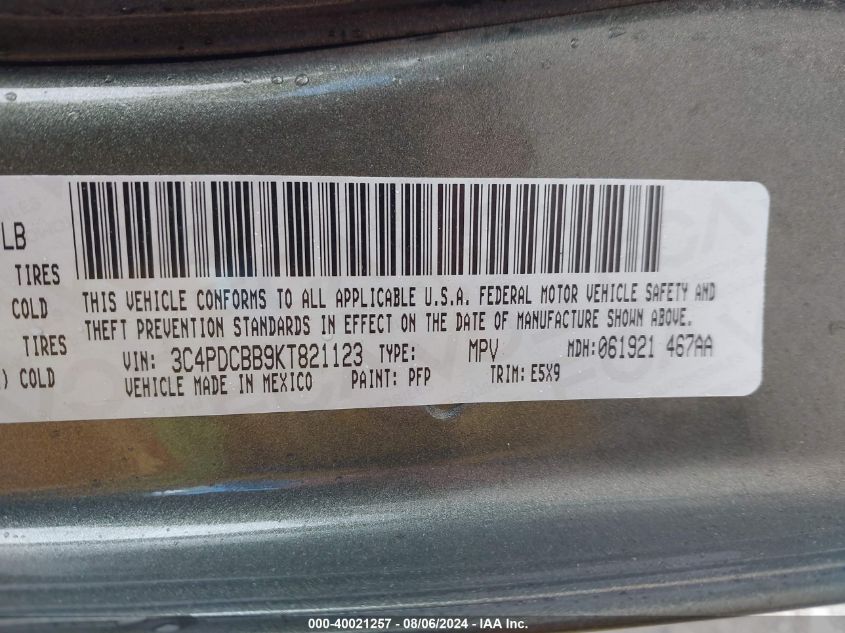 LB
TIRES
COLD
TIRES
) COLD
THIS VEHICLE CONFORMS TO ALL APPLICABLE U.S.A. FEDERAL MOTOR VEHICLE SAFETY AND
THEFT PREVENTION STANDARDS IN EFFECT ON THE DATE OF MANUFACTURE SHOWN ABOVE.
VIN: 3C4PDCBB9KT821123 TYPE: MPV MDH:061921 467AA
VEHICLE MADE IN MEXICO PAINT: PFP TRIM: E5X9
000-40021257 - 08/06/2024 - IAAI.com